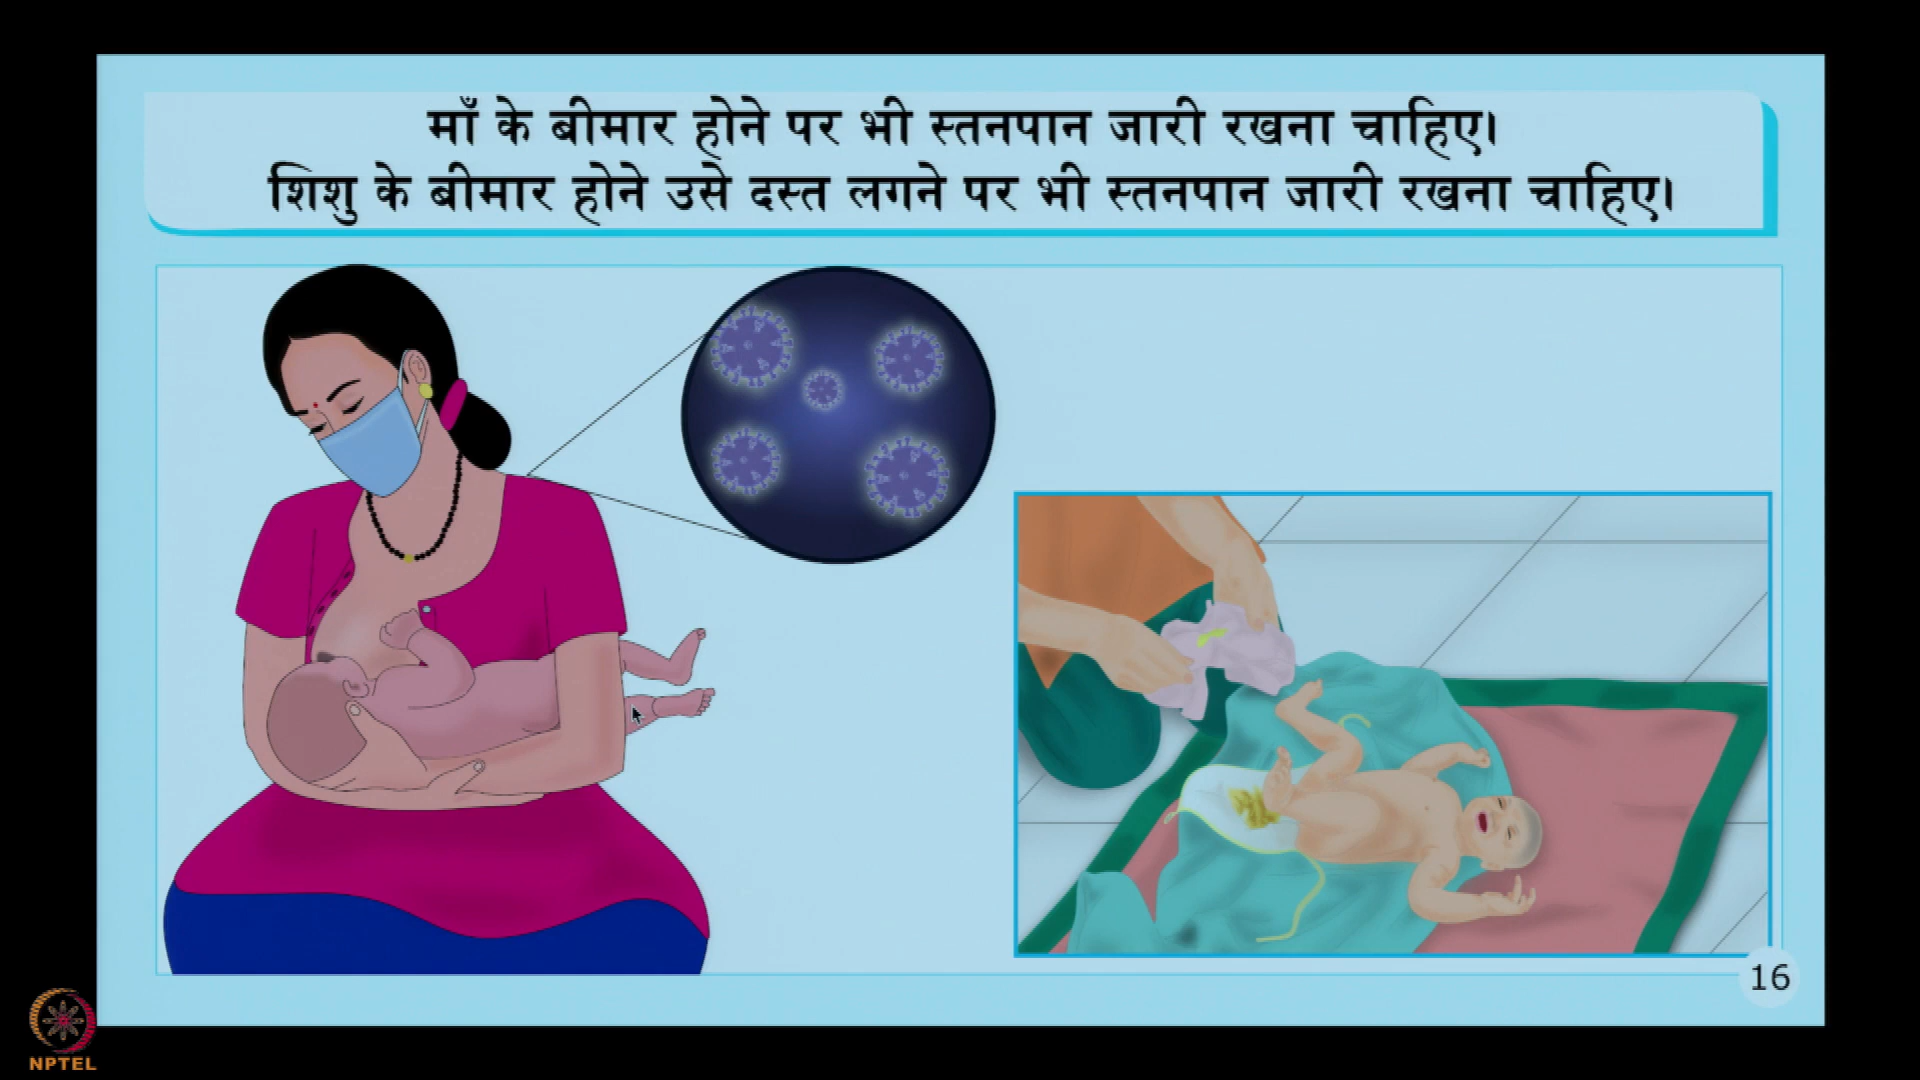 माँ के बीमार होने पर भी स्तनपान जारी रखना चाहिए।
शिशु के बीमार होने उसे दस्त लगने पर भी स्तनपान जारी रखना चाहिए।
16
NPTEL